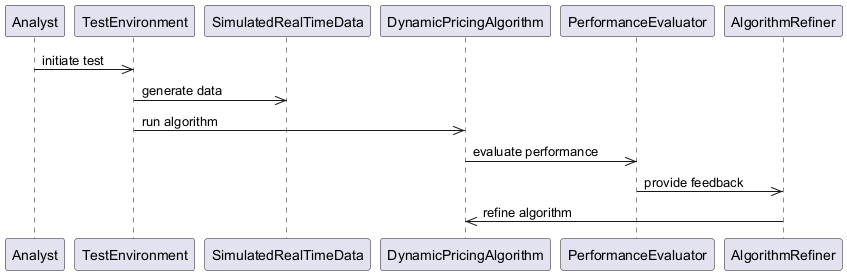 Analyst TestEnvironment SimulatedRealTimeData DynamicPricingAlgorithm PerformanceEvaluator AlgorithmRefiner
initiate test
generate data
run algorithm
evaluate performance
provide feedback
refine algorithm
Analyst TestEnvironment SimulatedRealTimeData DynamicPricingAlgorithm PerformanceEvaluator AlgorithmRefiner